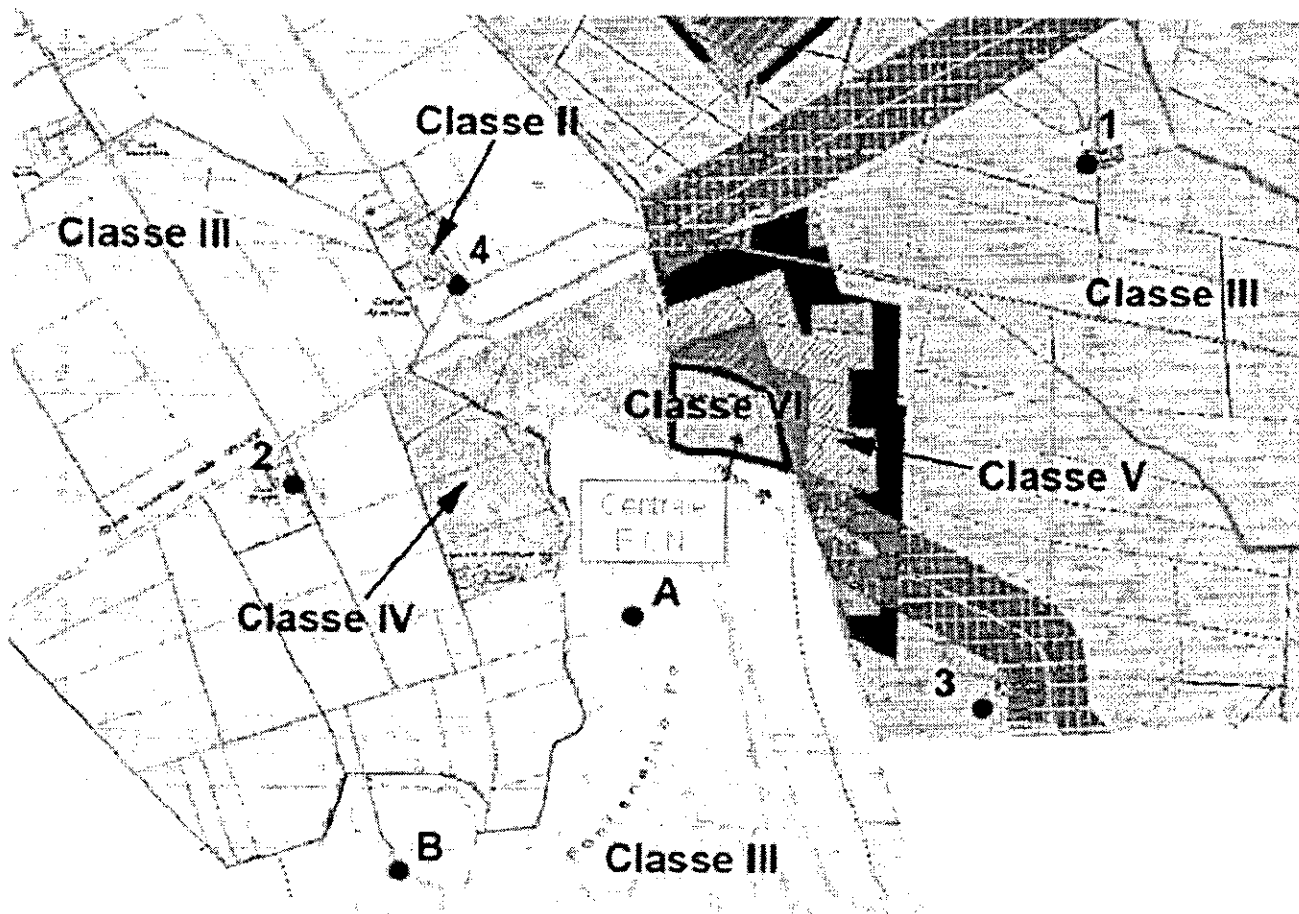 Classe II
1
Classe III
4
Classe III
Classe VI
2
Classe V
Centrale
A
Classe IV
3
B
Classe III